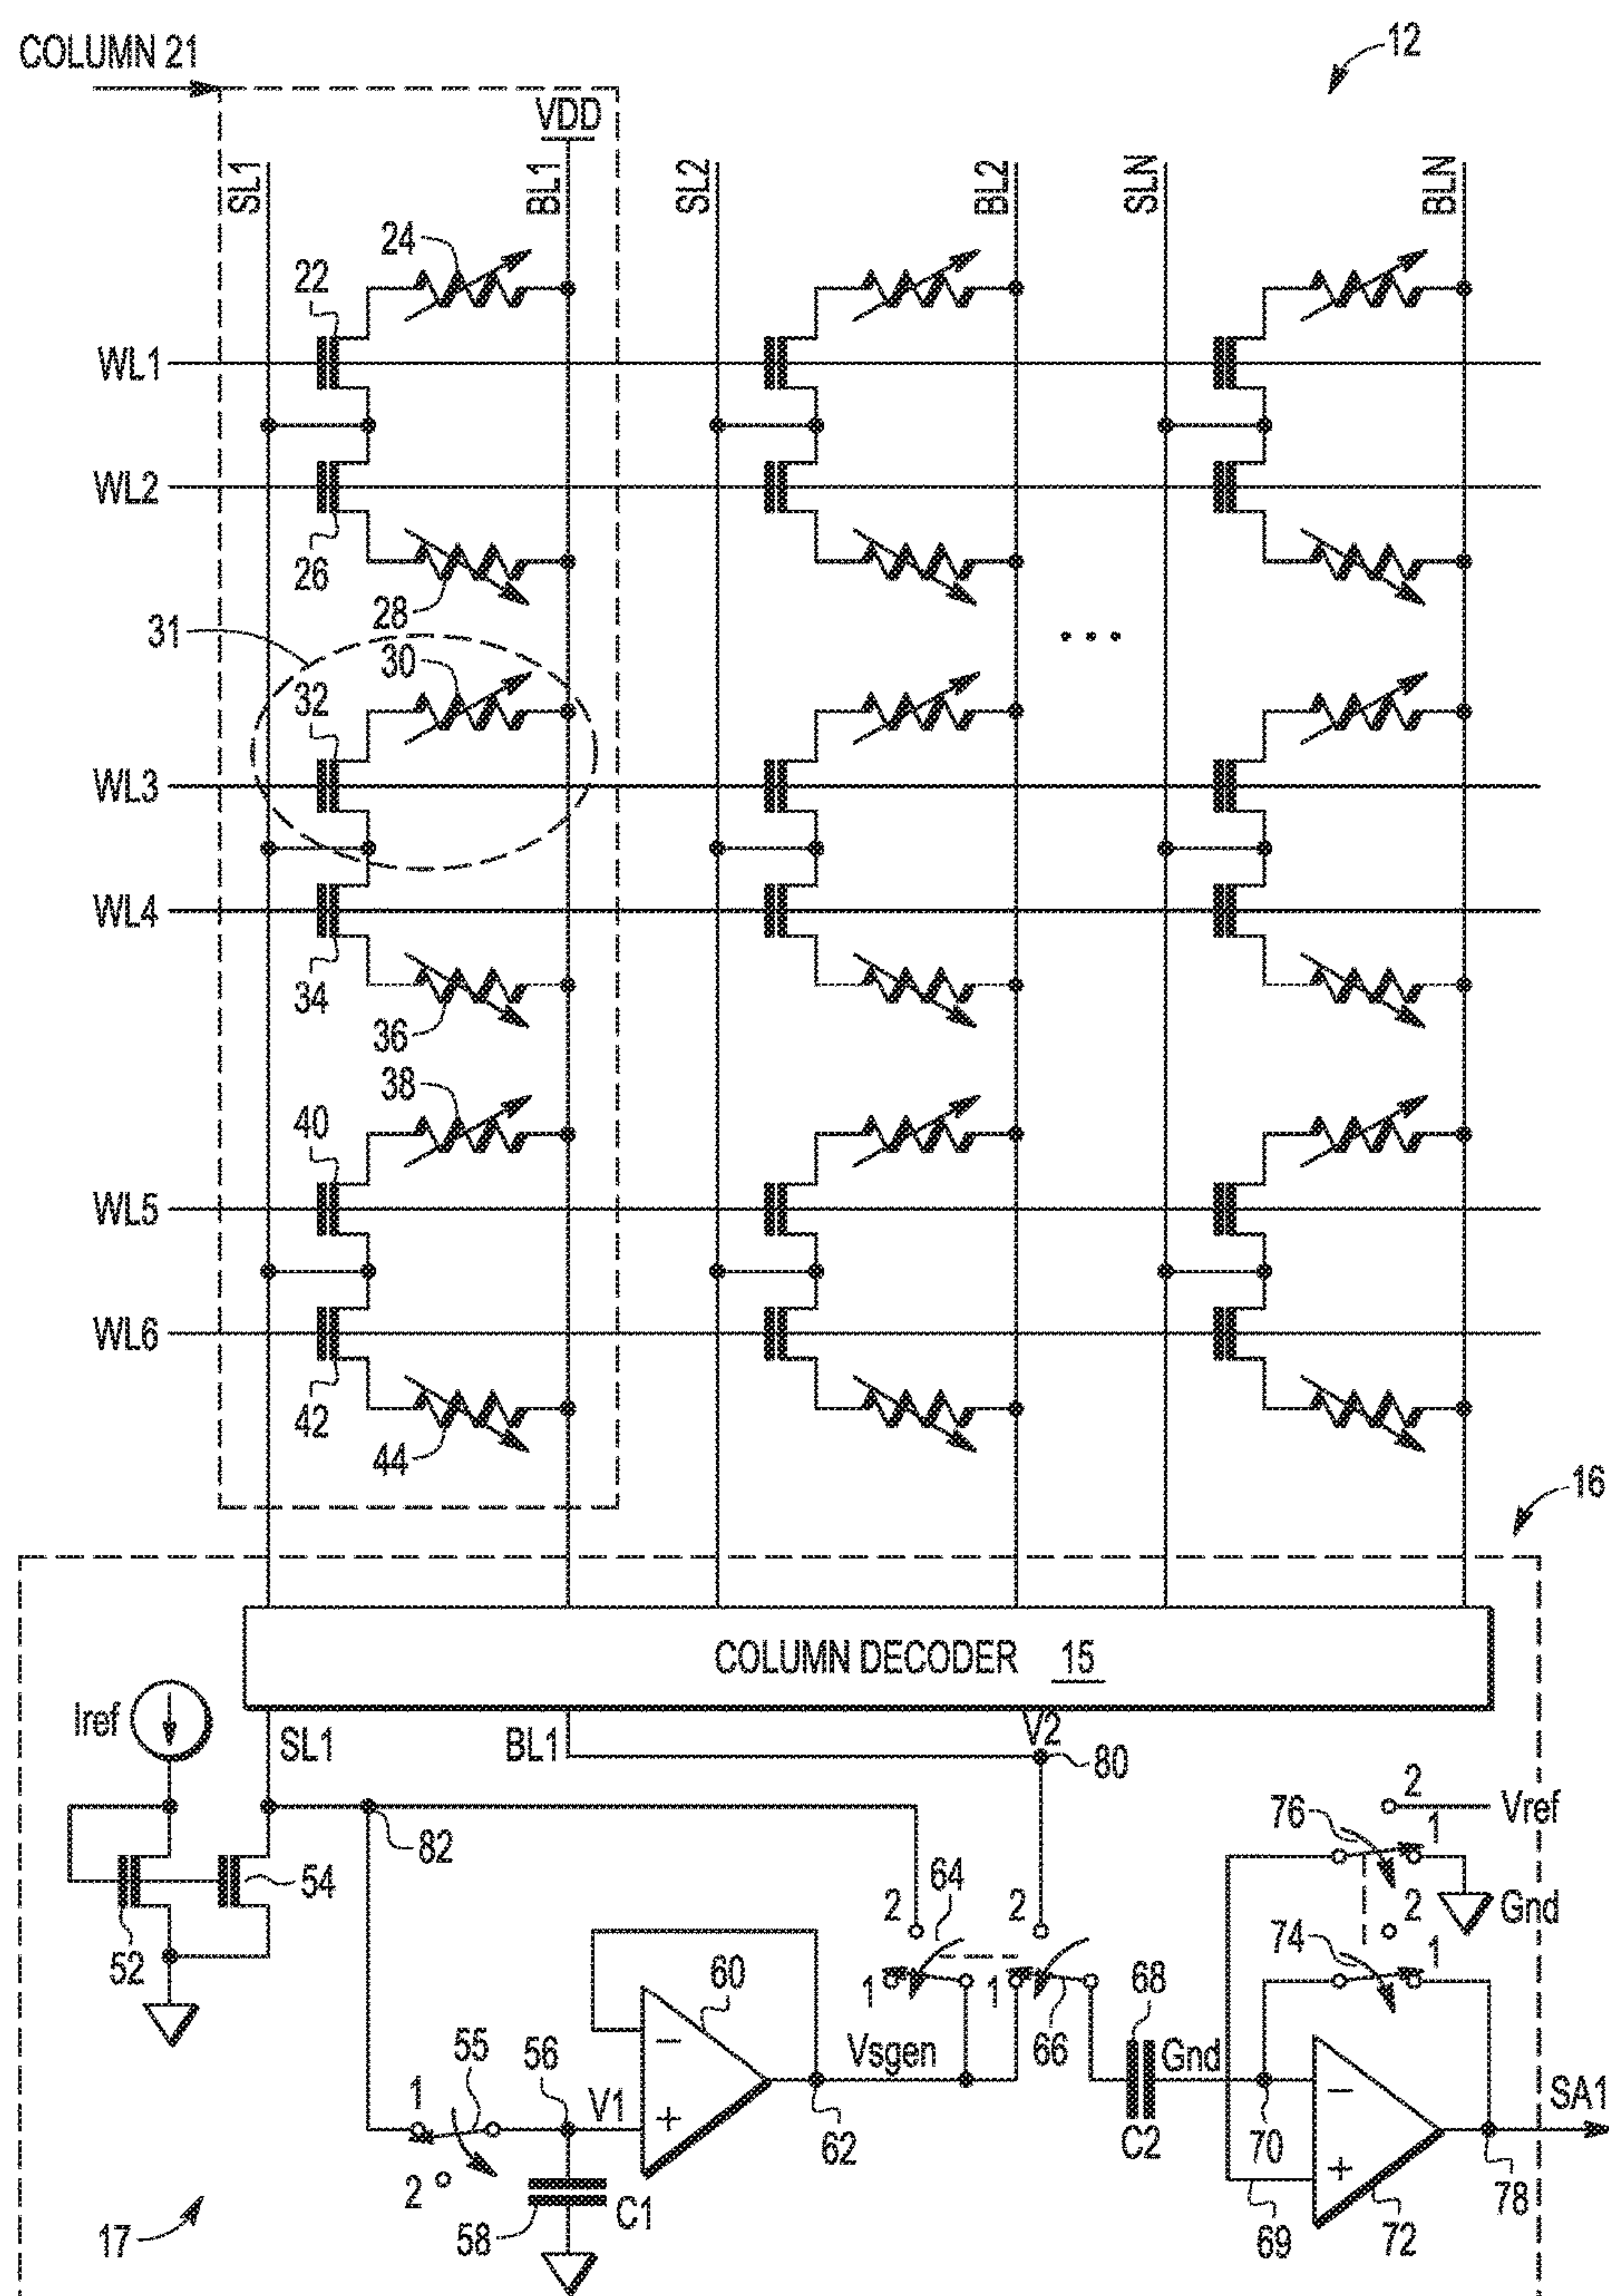 12
COLUMN 21
VDD
SL1
BL1
SL2
BL2
SLN
BLN
24
22
WL1
WL2
26
28
31
30
32
...
WL3
WL4
34
36
38
40
WL5
WL6
42
44
16
COLUMN DECODER 15
Iref
SL1
BL1
V2
80
82
54
52
2
76
1
Vref
2
64
2
2
Gnd
74
1
60
1
1
68
66
Vsgen
Gnd
55
56
1
V1
−
+
62
C2
70
−
+
SA1
2
58
C1
17
69
72
78